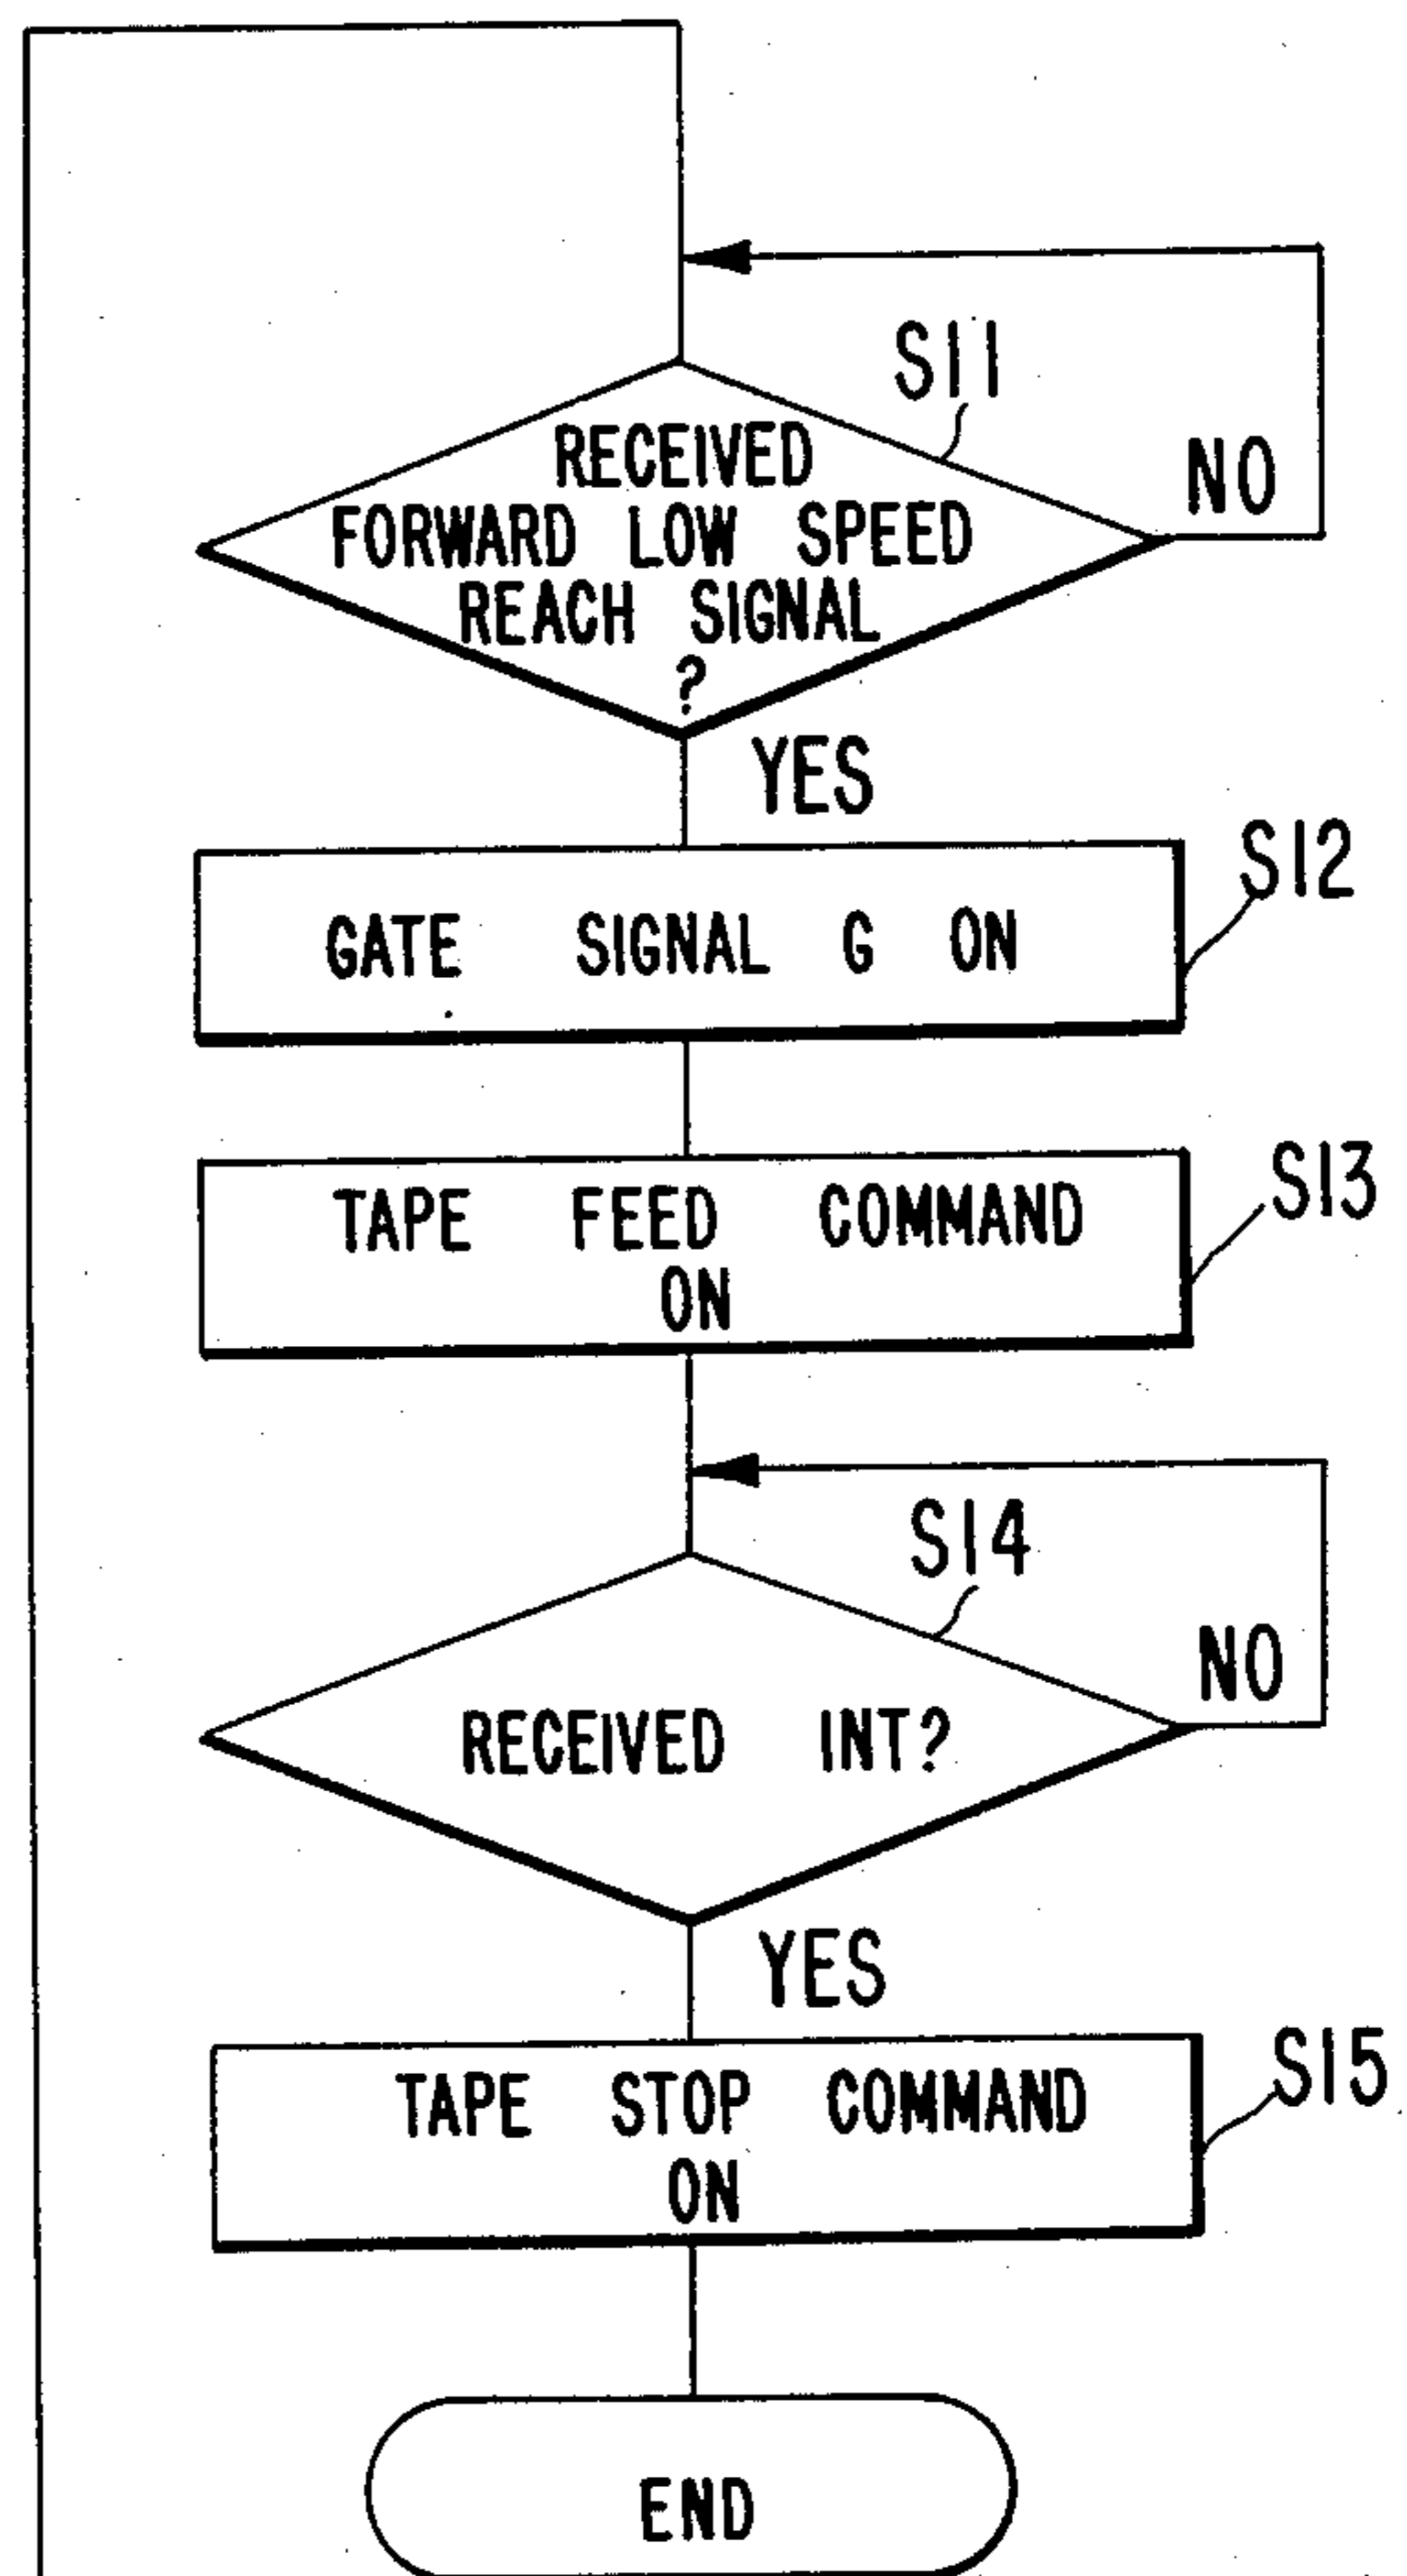 S11
RECEIVED
FORWARD LOW SPEED
REACH SIGNAL
?
NO
YES
S12
GATE SIGNAL G ON
S13
TAPE FEED COMMAND
ON
S14
RECEIVED INT?
NO
YES
S15
TAPE STOP COMMAND
ON
END